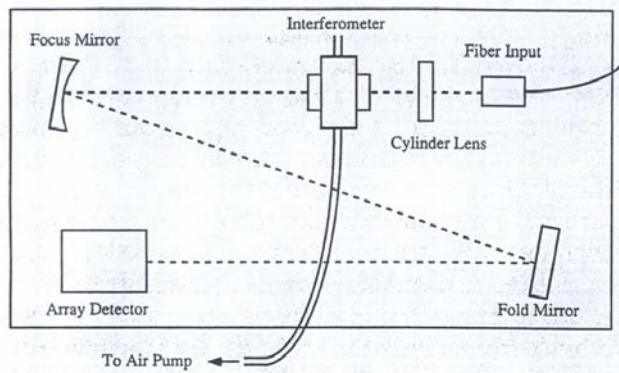 Interferometer
Focus Mirror
Fiber Input
Cylinder Lens
Array Detector
Fold Mirror
To Air Pump